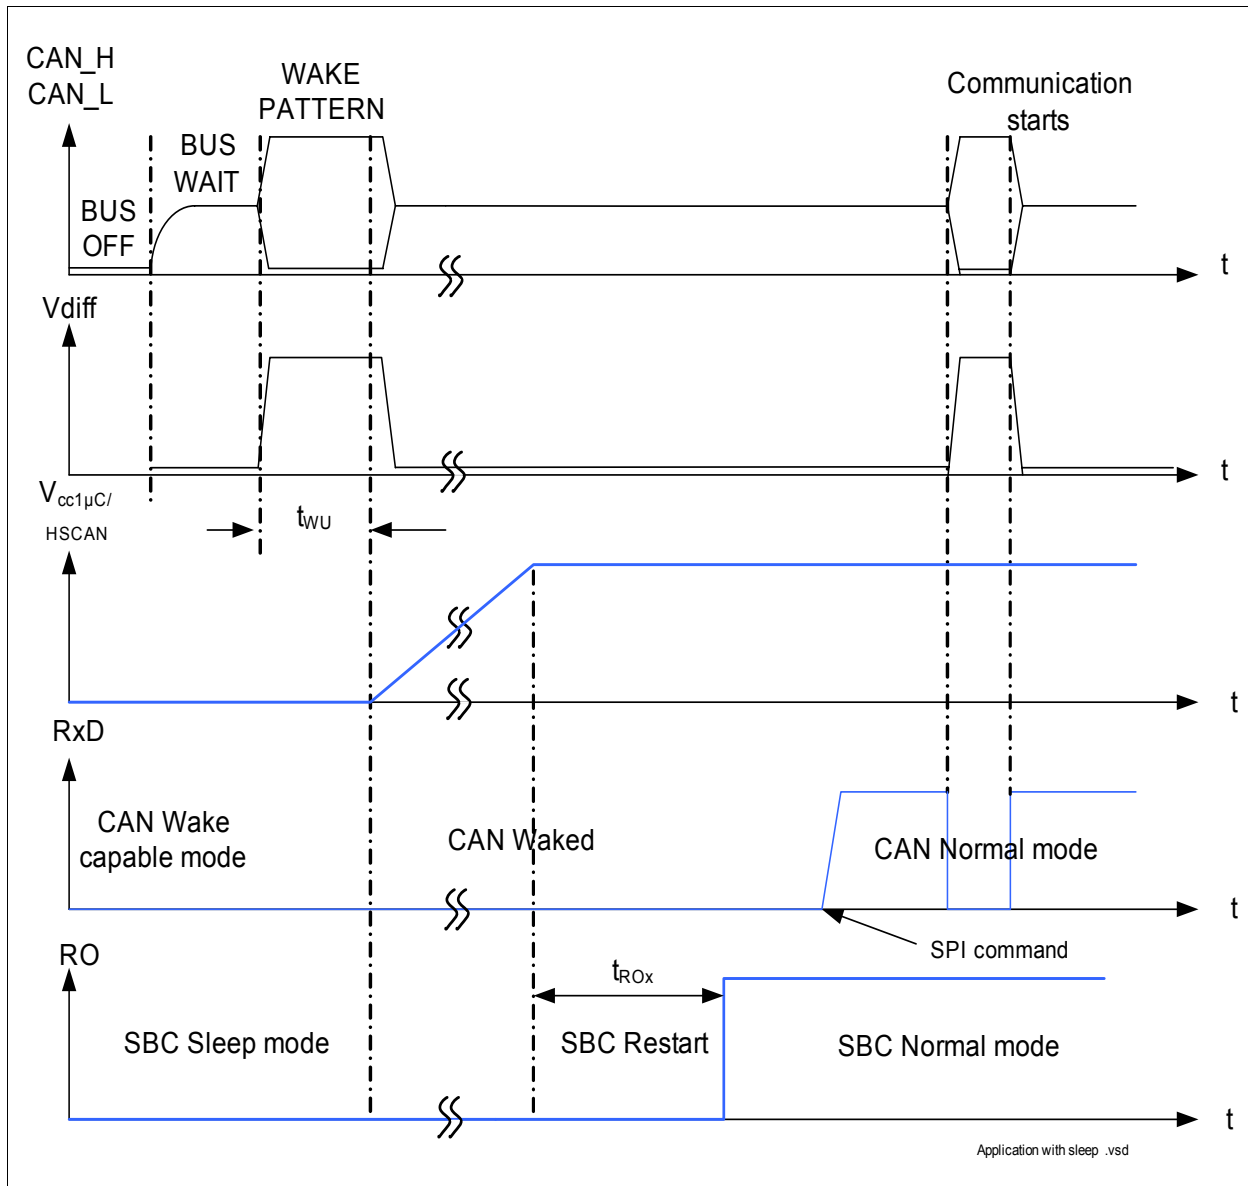 CAN_H
CAN_L
WAKE
PATTERN
Communication
starts
BUS
WAIT
BUS
OFF
t
Vdiff
t
Vcc1µC/
HSCAN
tWU
t
RxD
CAN Wake
capable mode
CAN Waked
CAN Normal mode
t
SPI command
RO
tROx
SBC Sleep mode
SBC Restart
SBC Normal mode
t
Application with sleep .vsd